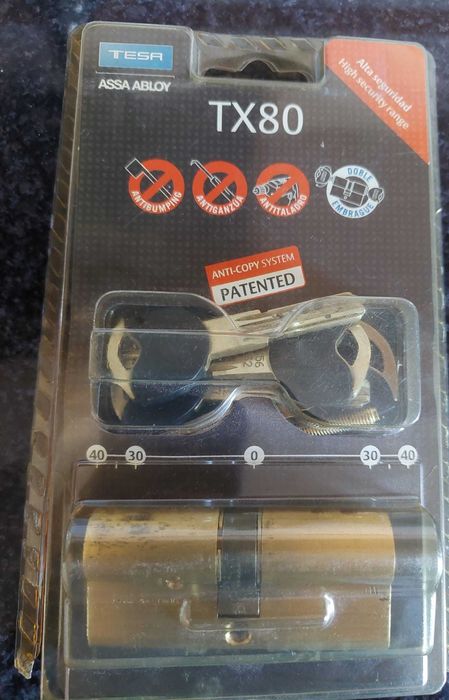 TESA
ASSA ABLOY
Alta seguridad
High security range
TX80
ANTIBUMPING
ANTIGANZÚA
ANTITALADRO
DOBLE
EMBRAGUE
ANTI-COPY SYSTEM
PATENTED
40 30 0 30 40